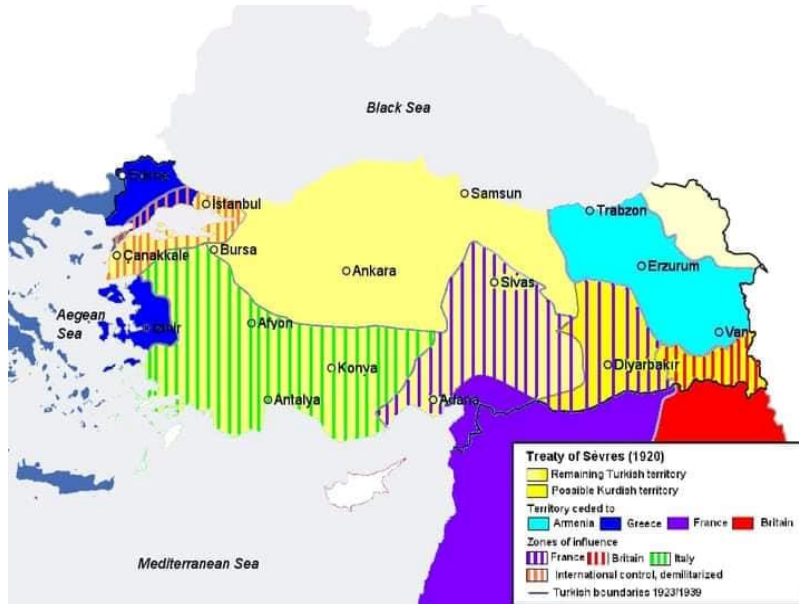 Black Sea
Edirne
İstanbul
Samsun
Trabzon
Çanakkale
Bursa
Ankara
Sivas
Erzurum
Aegean
Sea
İzmir
Afyon
Van
Konya
Diyarbakır
Antalya
Adana
Mediterranean Sea
Treaty of Sèvres (1920)
Remaining Turkish territory
Possible Kurdish territory
Territory ceded to
Armenia Greece France Britain
Zones of influence
France Britain Italy
International control, demilitarized
Turkish boundaries 1923/1939